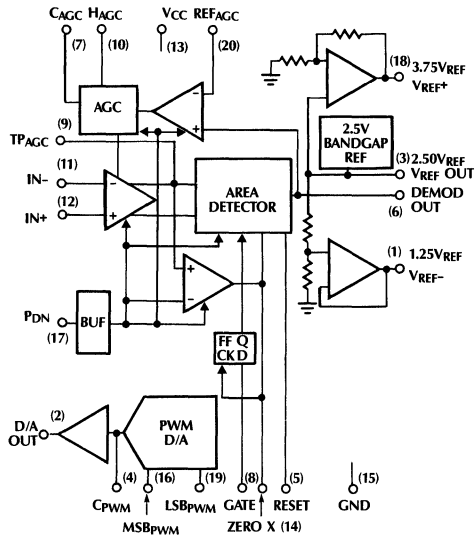 CAGC HAGC VCC REFAGC
(7) (10) (13) (20)
(18) 3.75VREF
VREF+
AGC
(9)
TPAGC
2.5V
BANDGAP
REF
(11)
IN−
(12)
IN+
AREA
DETECTOR
(3) 2.50VREF
VREF OUT
DEMOD
OUT
(6)
(1) 1.25VREF
VREF−
PDN
(17)
BUF
FF Q
CK D
D/A
OUT
(2)
PWM
D/A
(4) (16) (19) (8) (5) (15)
CPWM LSBPWM GATE RESET GND
MSBPWM ZERO X (14)